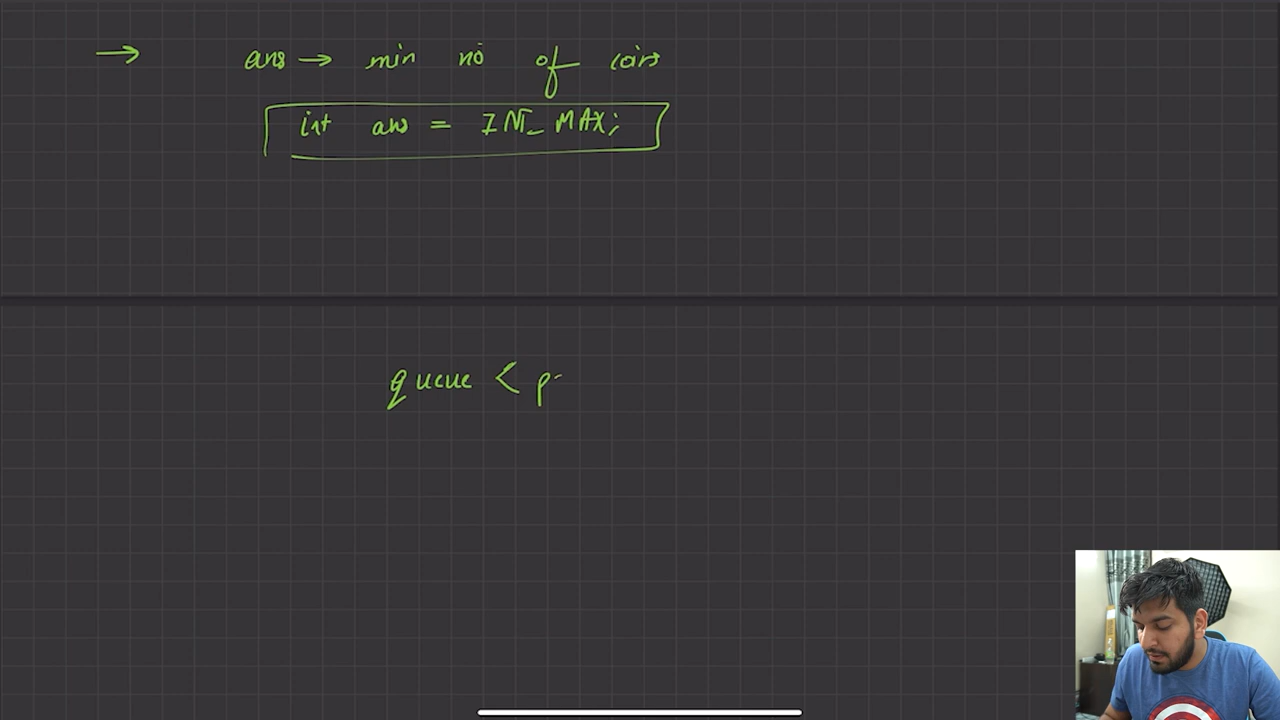 → ans → min no of coins
int ans = INT_MAX;
queue < p